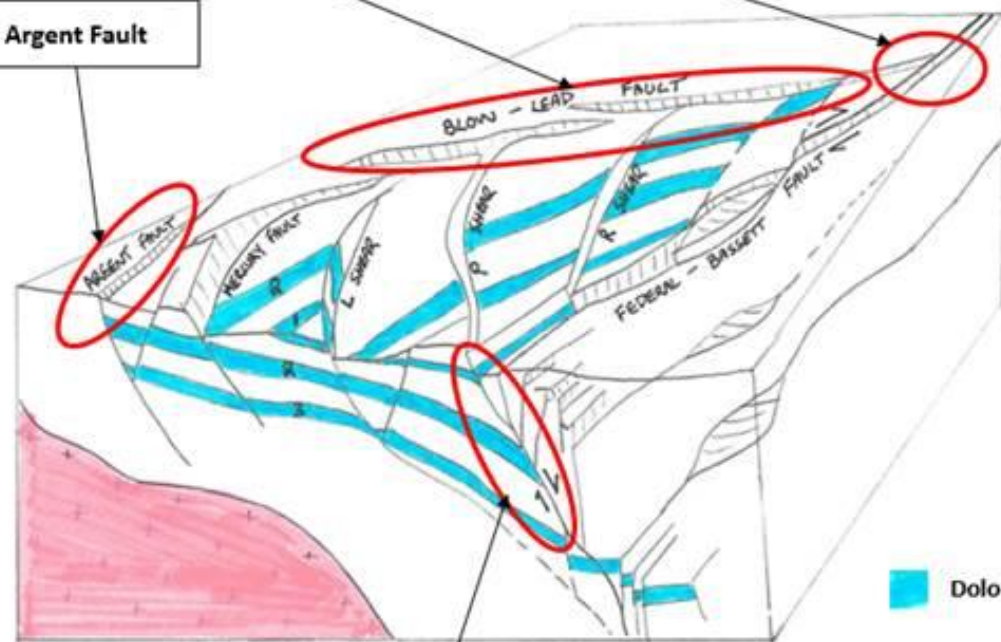 Argent Fault
BLOW - LEAD FAULT
ARGENT FAULT
MERCURY FAULT
L SHEAR
P SHEAR
P SHEAR
FEDERAL - BASSETT FAULT
Dolo